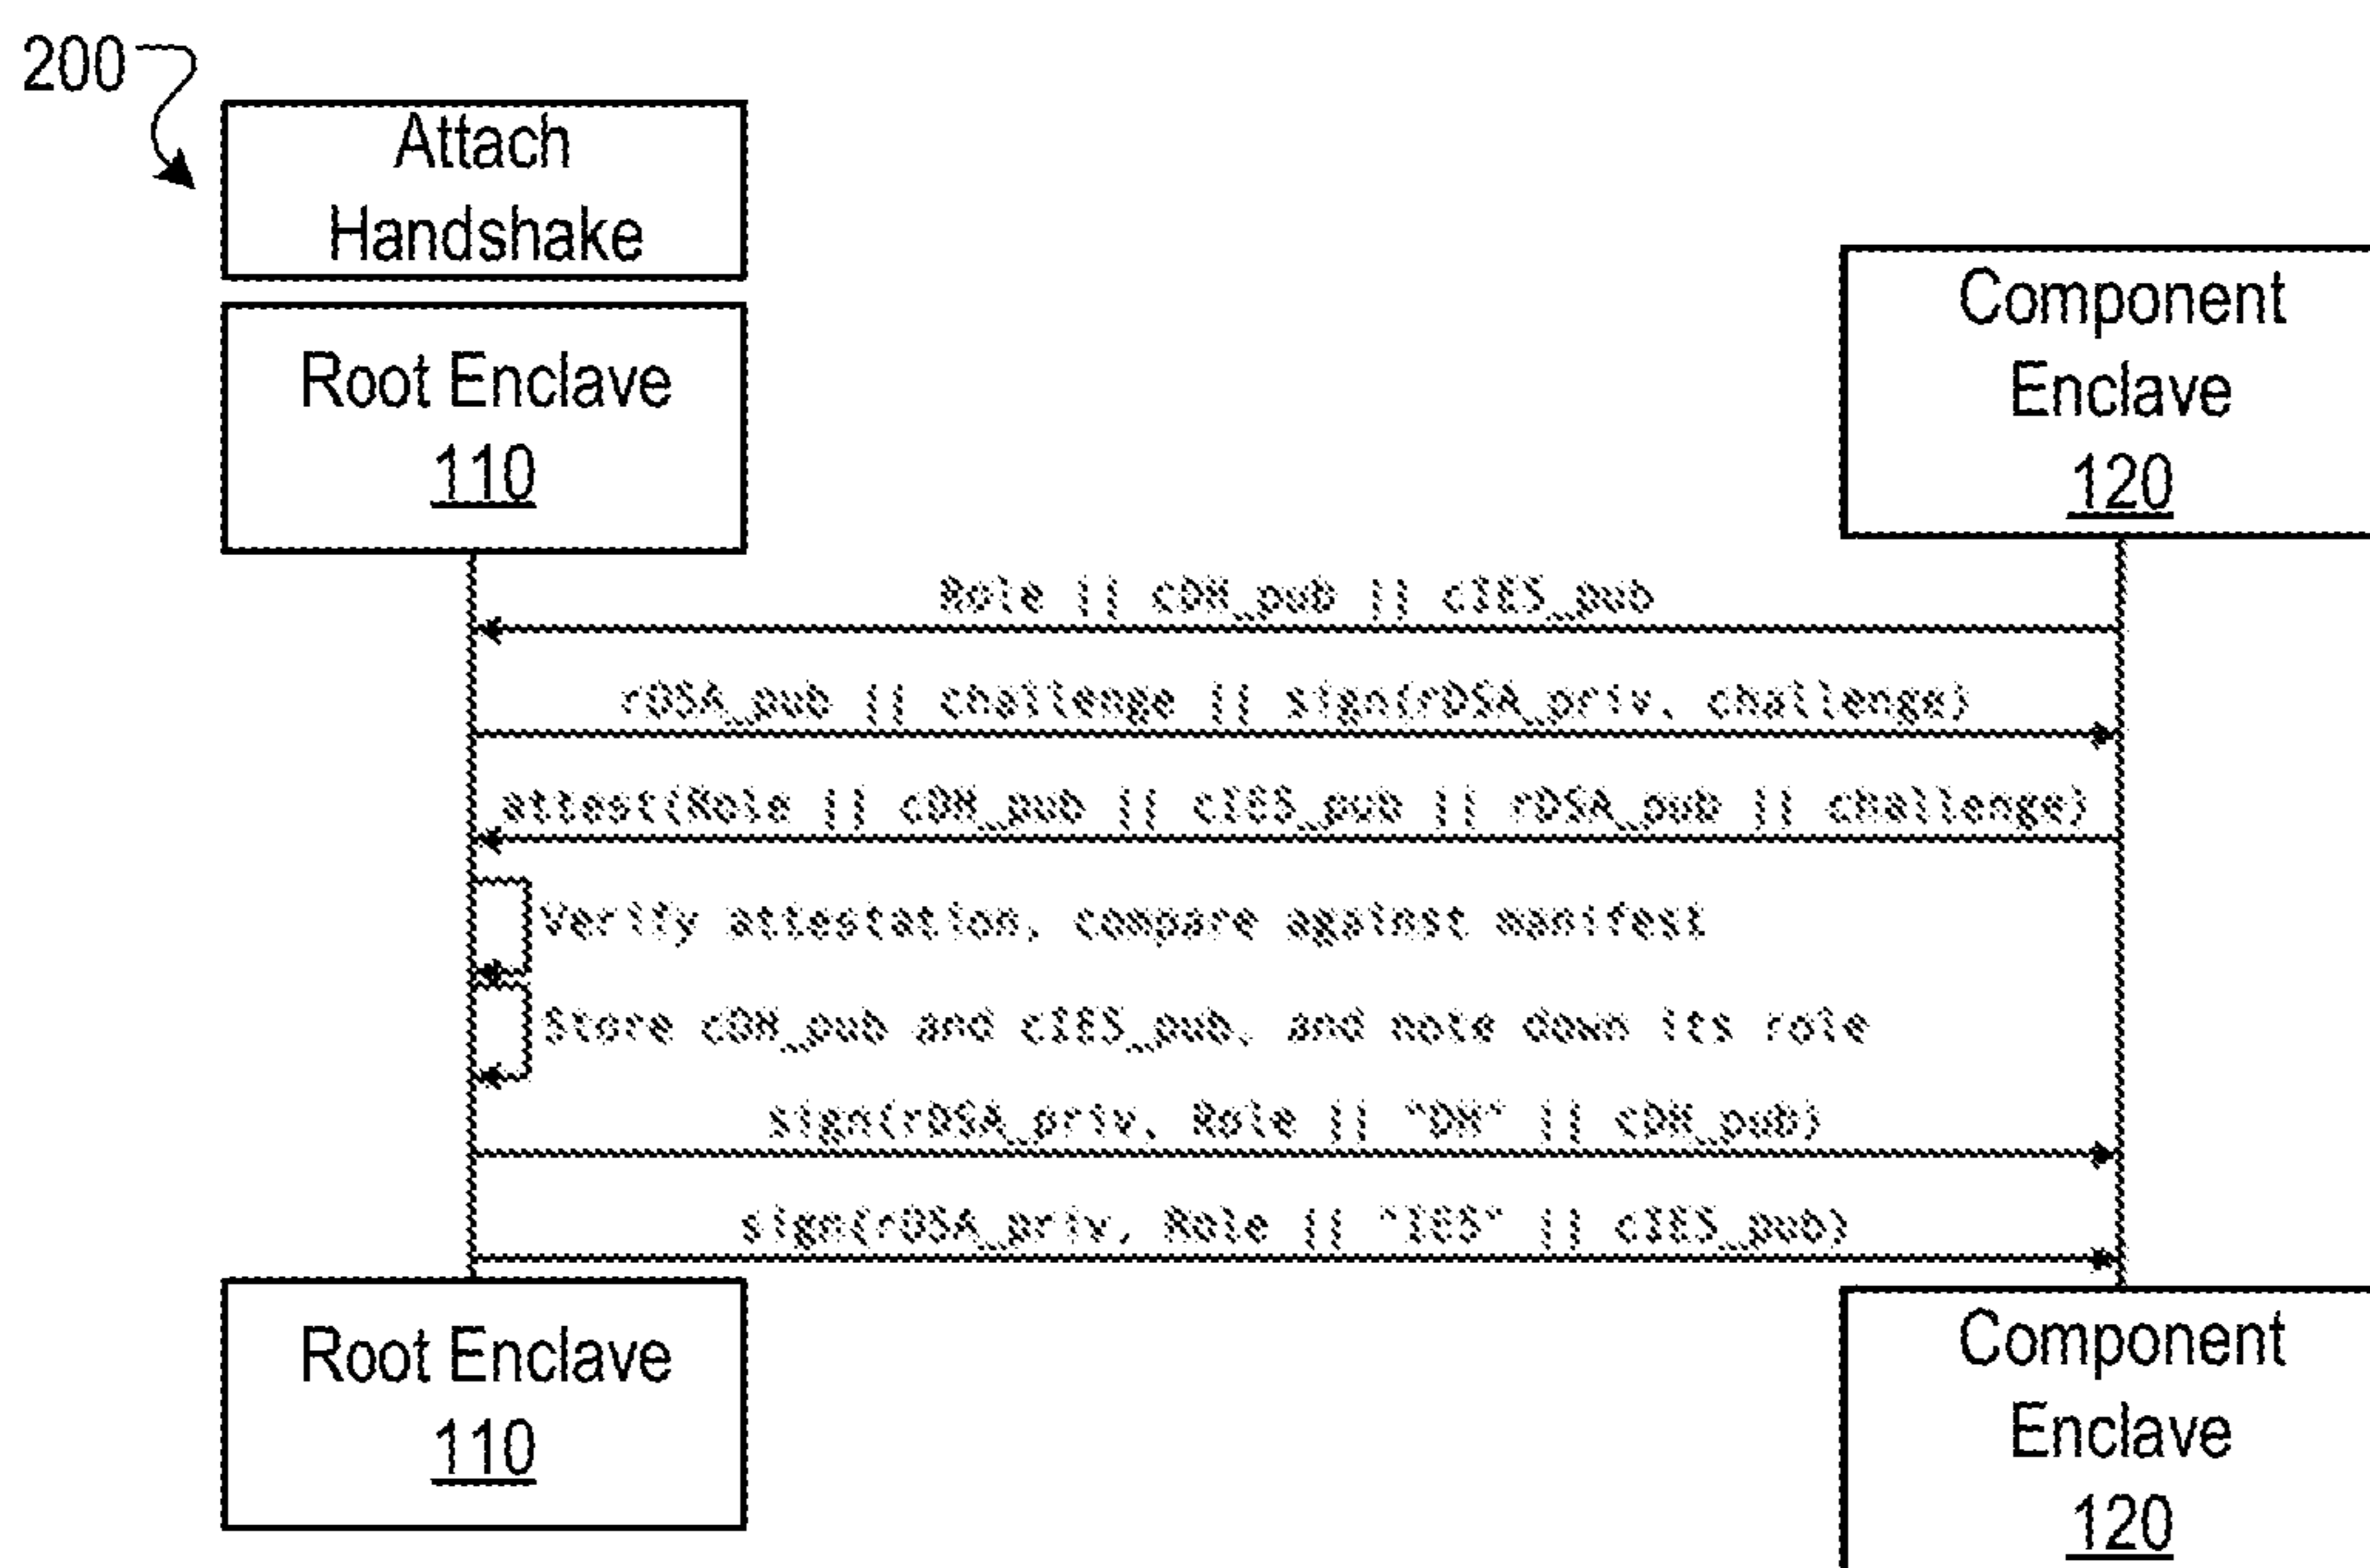 200
Attach
Handshake
Root Enclave
110
Component
Enclave
120
Role || cDH_pub || cIES_pub
rDSA_pub || challenge || sign(rDSA_priv, challenge)
attest(Role || cDH_pub || cIES_pub || rDSA_pub || challenge)
Verify attestation, compare against manifest
Store cDH_pub and cIES_pub, and note down its role
sign(rDSA_priv, Role || "DH" || cDH_pub)
sign(rDSA_priv, Role || "IES" || cIES_pub)
Root Enclave
110
Component
Enclave
120